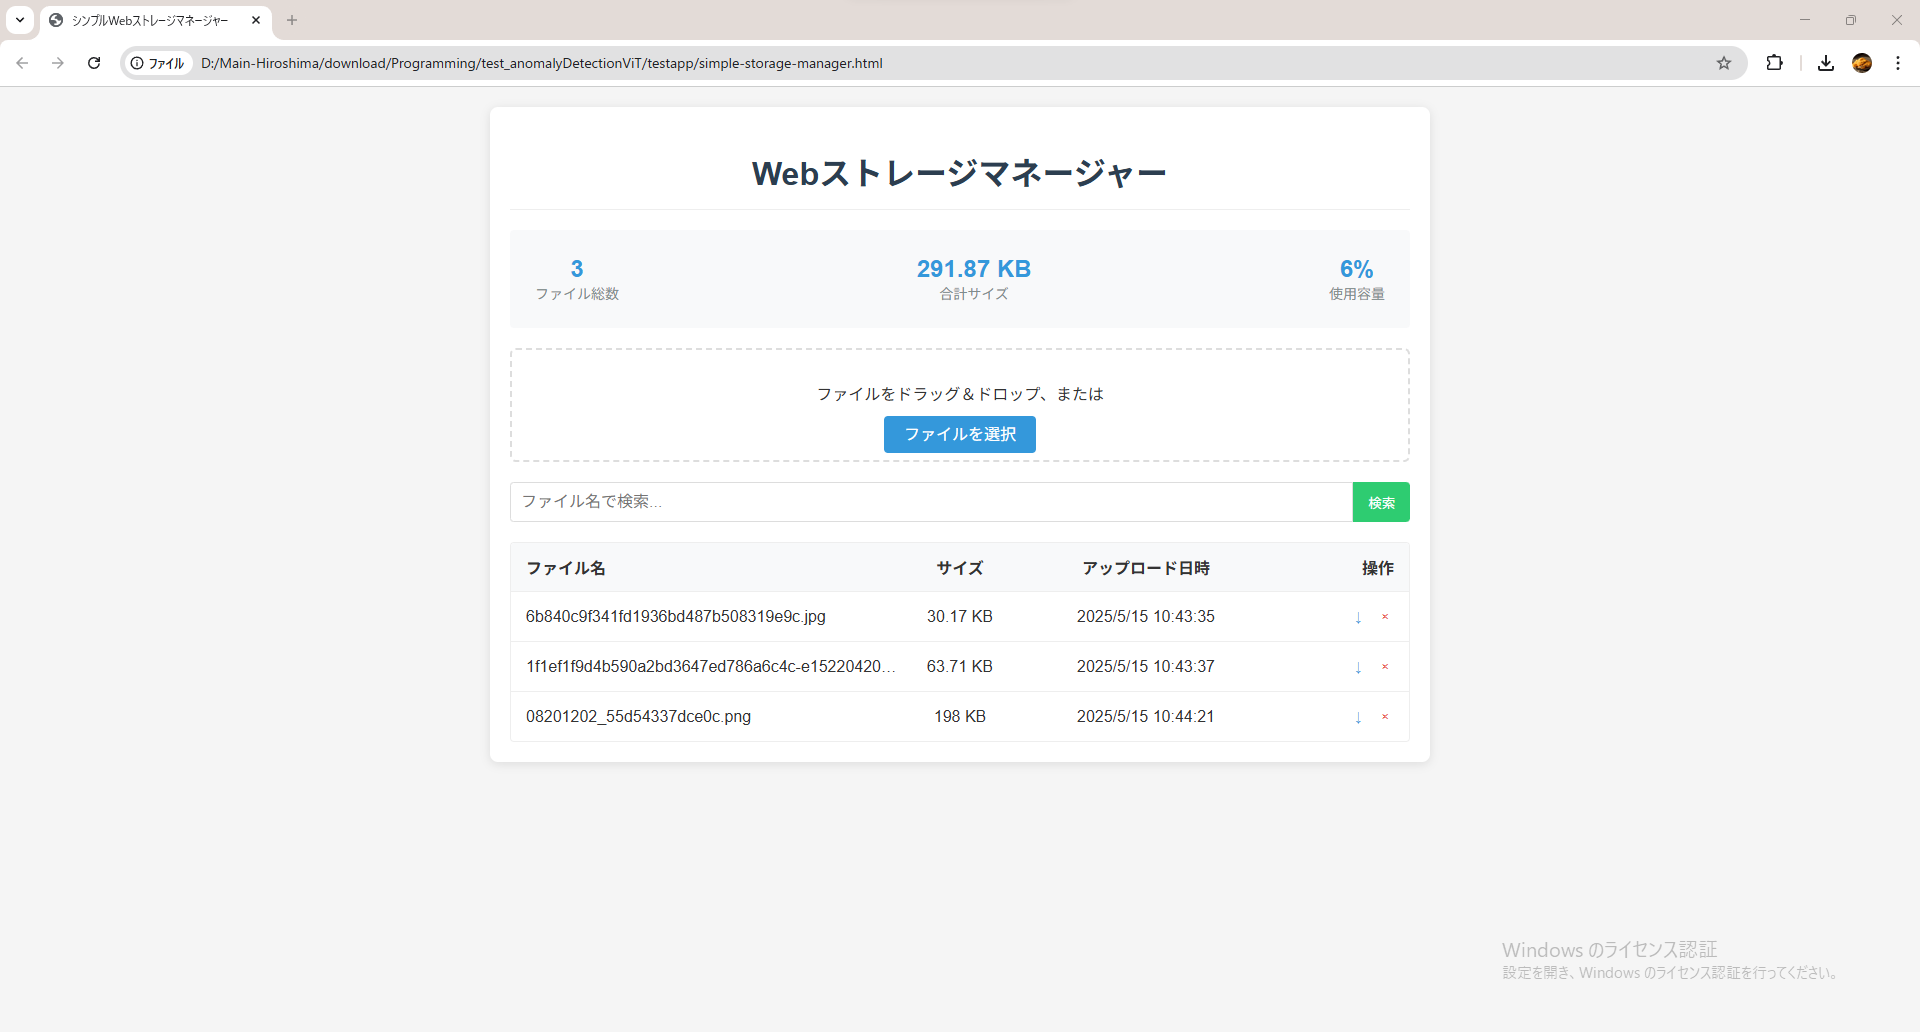 シンプルWebストレージマネージャー
ファイル D:/Main-Hiroshima/download/Programming/test_anomalyDetectionViT/testapp/simple-storage-manager.html
Webストレージマネージャー
3 291.87 KB 6%
ファイル総数 合計サイズ 使用容量
ファイルをドラッグ＆ドロップ、または
ファイルを選択
ファイル名で検索... 検索
ファイル名 サイズ アップロード日時 操作
6b840c9f341fd1936bd487b508319e9c.jpg 30.17 KB 2025/5/15 10:43:35 ↓ ×
1f1ef1f9d4b590a2bd3647ed786a6c4c-e15220420... 63.71 KB 2025/5/15 10:43:37 ↓ ×
08201202_55d54337dce0c.png 198 KB 2025/5/15 10:44:21 ↓ ×
Windows のライセンス認証
設定を開き、Windows のライセンス認証を行ってください。